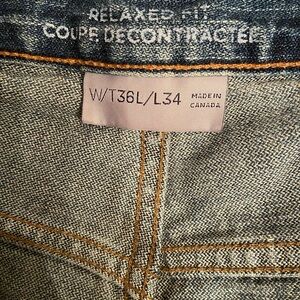 RELAXED FIT
COUPE DECONTRACTEE
W/T36L/L34 MADE IN
CANADA